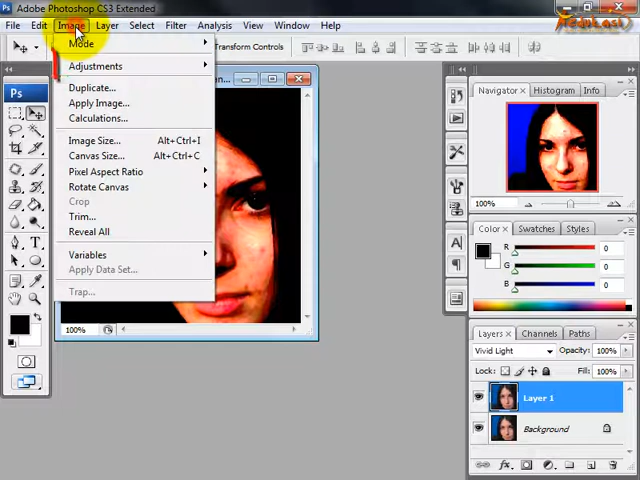 Adobe Photoshop CS3 Extended
File Edit Image Layer Select Filter Analysis View Window Help
Transform Controls
Mode
Adjustments
Duplicate...
Apply Image...
Calculations...
Image Size... Alt+Ctrl+I
Canvas Size... Alt+Ctrl+C
Pixel Aspect Ratio
Rotate Canvas
Crop
Trim...
Reveal All
Variables
Apply Data Set...
Trap...
100%
Ps
Navigator Histogram Info
100%
Color Swatches Styles
R 0
G 0
B 0
Layers Channels Paths
Vivid Light Opacity: 100%
Lock: Fill: 100%
Layer 1
Background